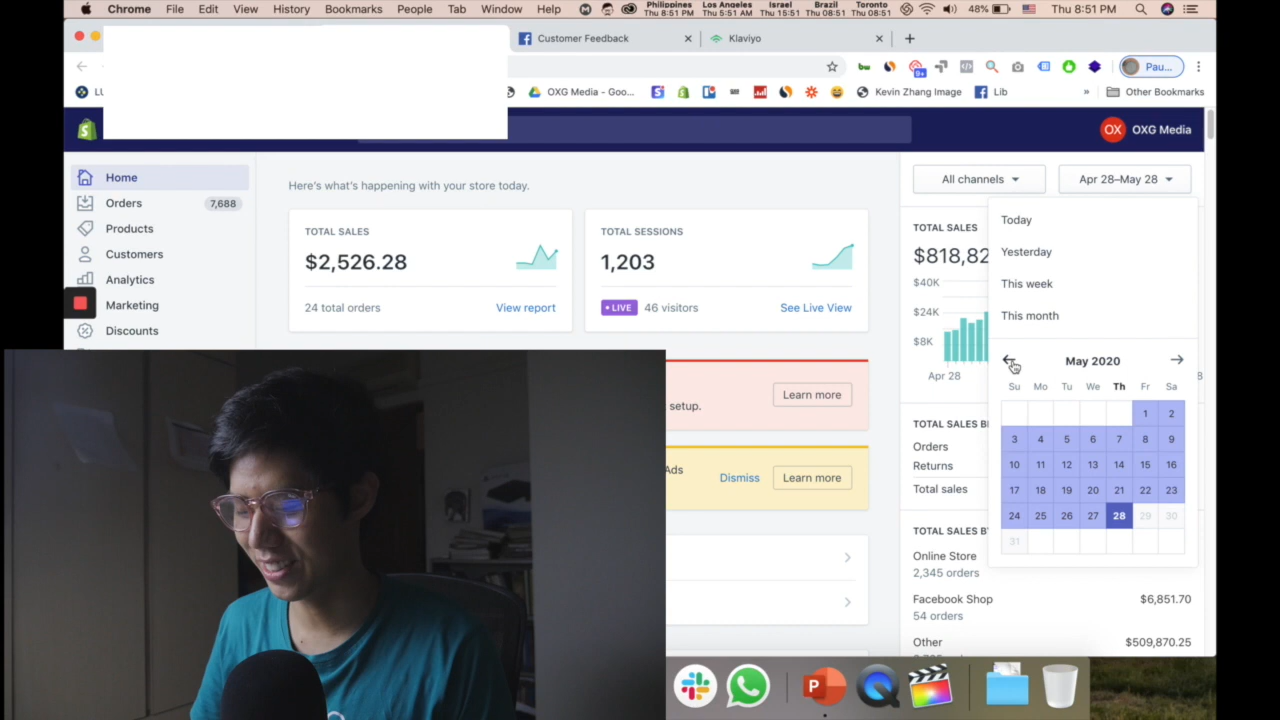 Chrome File Edit View History Bookmarks People Tab Window Help
Philippines Los Angeles Israel Brazil Toronto
Thu 8:51 PM Thu 5:51 AM Thu 15:51 Thu 08:51 Thu 08:51
48% Thu 8:51 PM
Customer Feedback
Klaviyo
9+
Pau...
LU
OXG Media - Goo...
Kevin Zhang Image
Lib
»
Other Bookmarks
OX OXG Media
Home
Orders 7,688
Products
Customers
Analytics
Marketing
Discounts
Here's what's happening with your store today.
TOTAL SALES
$2,526.28
24 total orders
View report
TOTAL SESSIONS
1,203
• LIVE 46 visitors
See Live View
Learn more
setup.
Ads
Dismiss
Learn more
All channels
Apr 28–May 28
TOTAL SALES
$818,82
$40K
$24K
$8K
Apr 28
8
Today
Yesterday
This week
This month
May 2020
Su Mo Tu We Th Fr Sa
1 2
3 4 5 6 7 8 9
10 11 12 13 14 15 16
17 18 19 20 21 22 23
24 25 26 27 28 29 30
31
TOTAL SALES B
Orders
Returns
Total sales
TOTAL SALES B
Online Store
2,345 orders
Facebook Shop $6,851.70
54 orders
Other $509,870.25